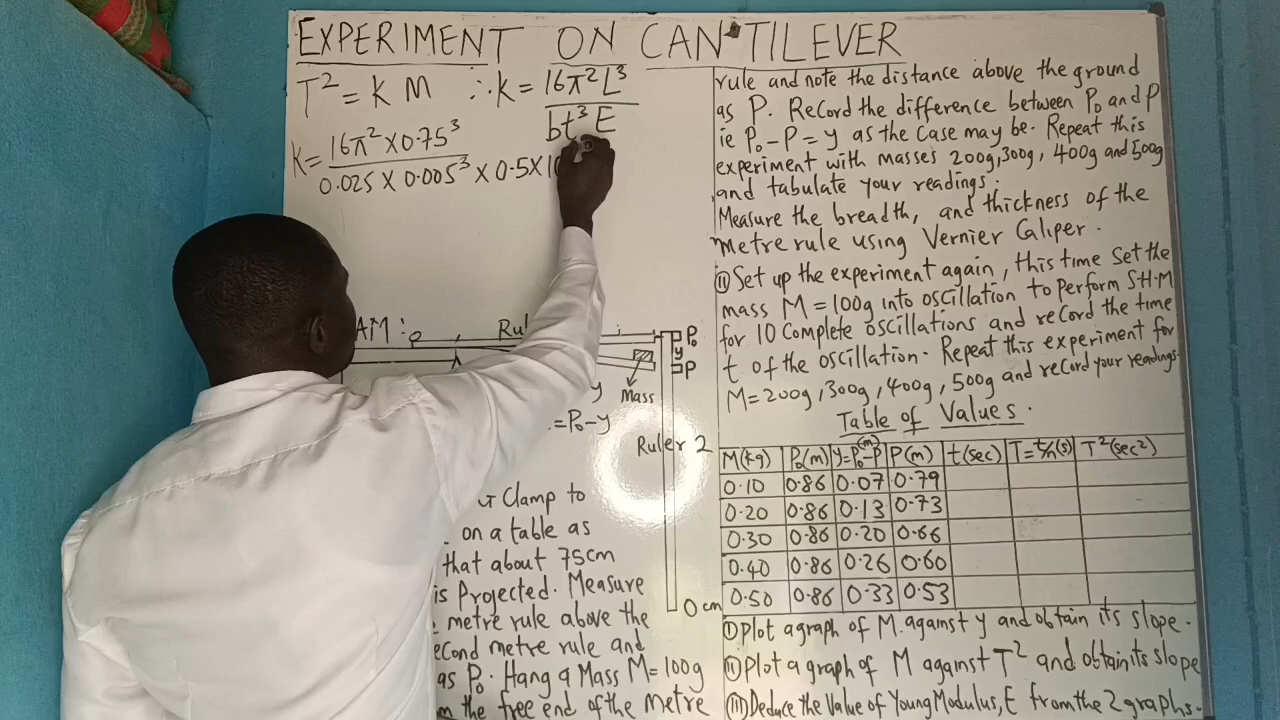 EXPERIMENT ON CANTILEVER
T² = K M ∴ K = 16π²L³ / bt³E
K = 16π² × 0.75³ / 0.025 × 0.005³ × 0.5 × 10
AM :
P₀
y
P
Mass
y
= P₀ - y
Ruler 2
0 cm
Clamp to
on a table as
that about 75cm
is Projected. Measure
metre rule above the
econd metre rule and
as P₀. Hang a Mass M = 100g
the free end of the metre
rule and note the distance above the ground
as P. Record the difference between P₀ and P
ie P₀ - P = y as the case may be. Repeat this
experiment with masses 200g, 300g, 400g and 500g
and tabulate your readings.
Measure the breadth, and thickness of the
metre rule using Vernier Caliper.
(ii) Set up the experiment again, this time set the
mass M = 100g into oscillation to perform S.H.M
for 10 complete oscillations and record the time
t of the oscillation. Repeat this experiment for
M = 200g, 300g, 400g, 500g and record your readings.
Table of Values.
M(kg) P₀(m) y=P₀-P(m) P(m) t(sec) T=t/n(s) T²(sec²)
0.10 0.86 0.07 0.79
0.20 0.86 0.13 0.73
0.30 0.86 0.20 0.66
0.40 0.86 0.26 0.60
0.50 0.86 0.33 0.53
(i) Plot a graph of M against y and obtain its slope.
(ii) Plot a graph of M against T² and obtain its slope
(iii) Deduce the Value of Young Modulus, E from the 2 graphs.